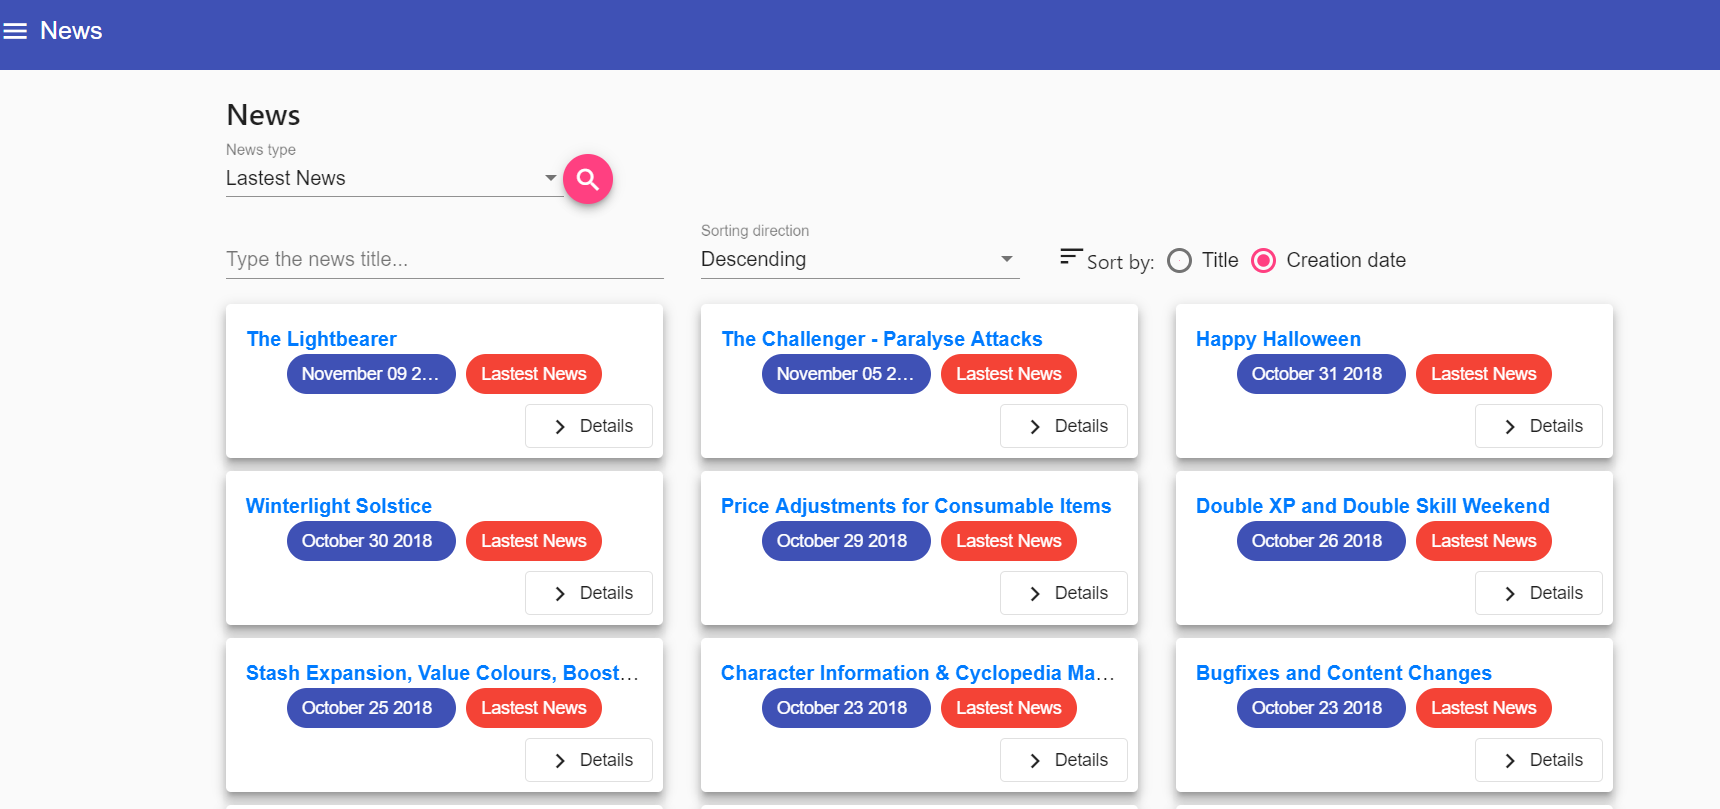 News
News
News type
Lastest News
Type the news title...
Sorting direction
Descending
Sort by: Title Creation date
The Lightbearer
November 09 2...
Lastest News
Details
The Challenger - Paralyse Attacks
November 05 2...
Lastest News
Details
Happy Halloween
October 31 2018
Lastest News
Details
Winterlight Solstice
October 30 2018
Lastest News
Details
Price Adjustments for Consumable Items
October 29 2018
Lastest News
Details
Double XP and Double Skill Weekend
October 26 2018
Lastest News
Details
Stash Expansion, Value Colours, Boost...
October 25 2018
Lastest News
Details
Character Information & Cyclopedia Ma...
October 23 2018
Lastest News
Details
Bugfixes and Content Changes
October 23 2018
Lastest News
Details